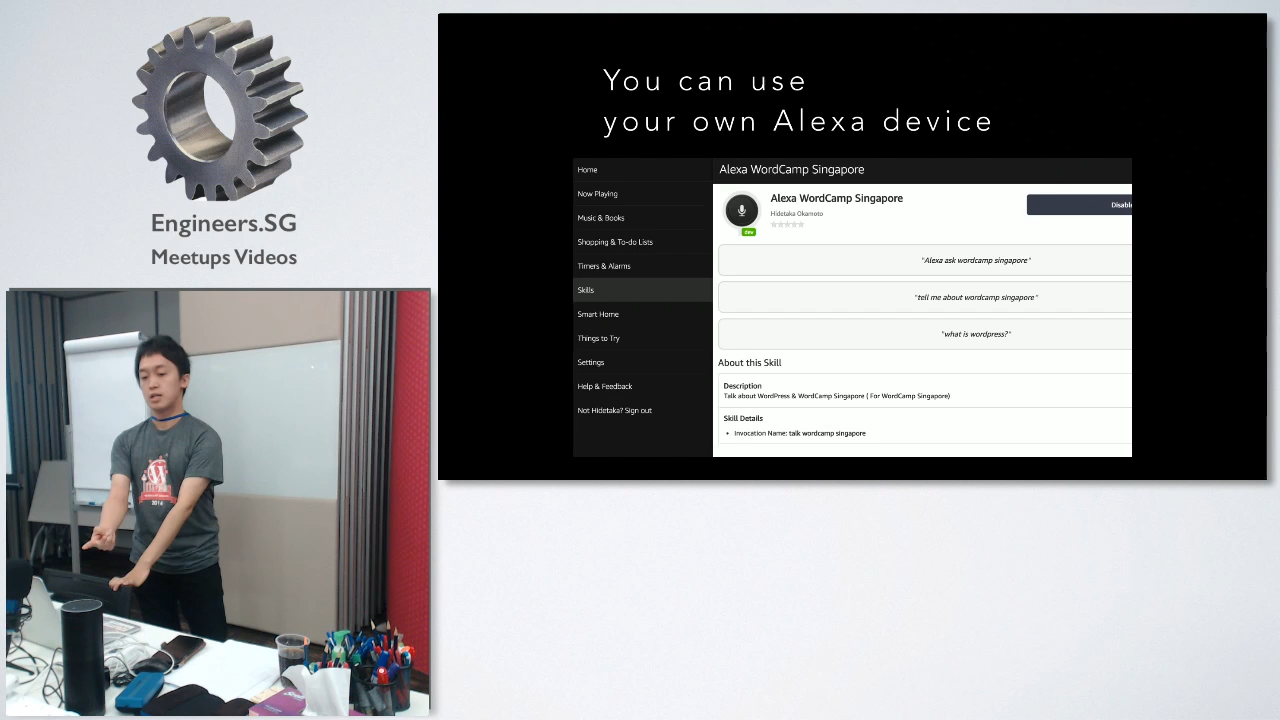 Engineers.SG
Meetups Videos
You can use
your own Alexa device
Home
Now Playing
Music & Books
Shopping & To-do Lists
Timers & Alarms
Skills
Smart Home
Things to Try
Settings
Help & Feedback
Not Hidetaka? Sign out
Alexa WordCamp Singapore
Alexa WordCamp Singapore
Hidetaka Okamoto
dev
Disable
"Alexa ask wordcamp singapore"
"tell me about wordcamp singapore"
"what is wordpress?"
About this Skill
Description
Talk about WordPress & WordCamp Singapore ( For WordCamp Singapore)
Skill Details
• Invocation Name: talk wordcamp singapore